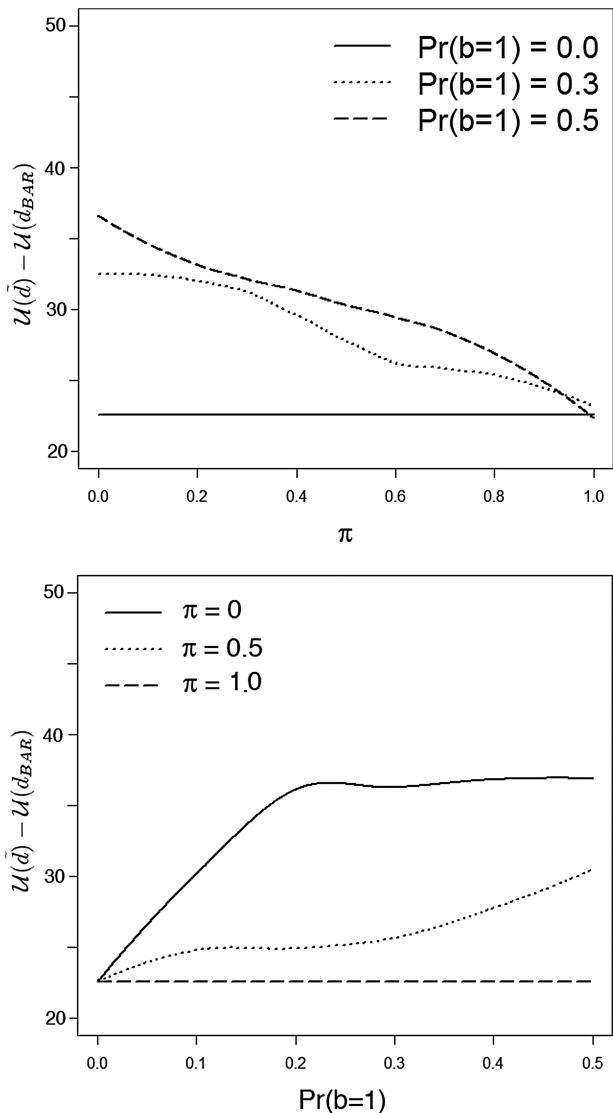 50
40
30
20
Pr(b=1) = 0.0
Pr(b=1) = 0.3
Pr(b=1) = 0.5
𝒰(d̃) − 𝒰(d_BAR)
0.0 0.2 0.4 0.6 0.8 1.0
π
50
40
30
20
π = 0
π = 0.5
π = 1.0
𝒰(d̃) − 𝒰(d_BAR)
0.0 0.1 0.2 0.3 0.4 0.5
Pr(b=1)